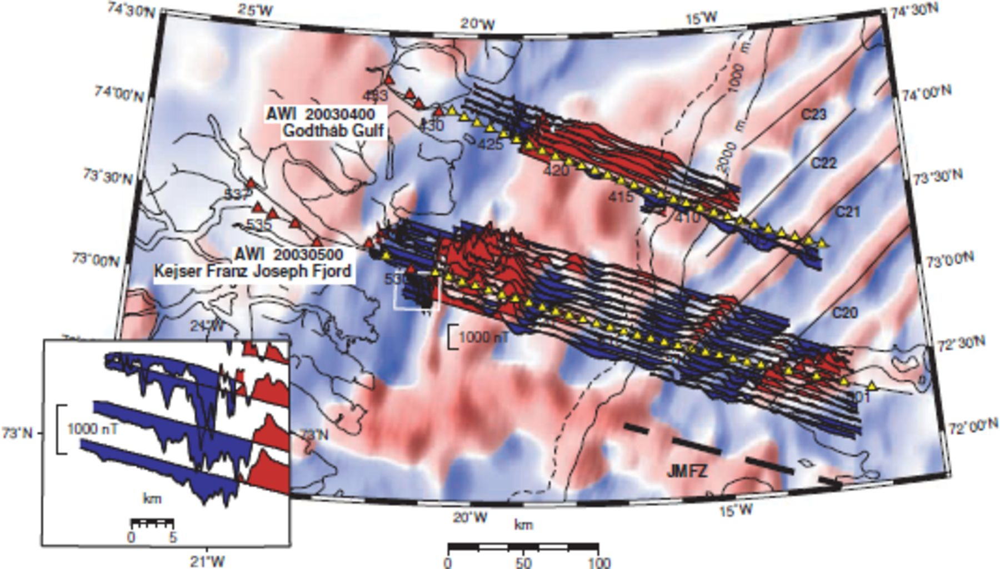 74˚30'N
25˚W
20˚W
15˚W
74˚30'N
74˚00'N
74˚00'N
73˚30'N
73˚30'N
73˚00'N
73˚00'N
72˚30'N
72˚00'N
1000 m
2000 m
C23
C22
C21
C20
433
430
425
420
415
410
AWI 20030400
Godthåb Gulf
537
535
AWI 20030500
Kejser Franz Joseph Fjord
1000 nT
JMFZ
24˚W
73˚N
1000 nT
73˚N
km
0 5
21˚W
20˚W
15˚W
km
0 50 100